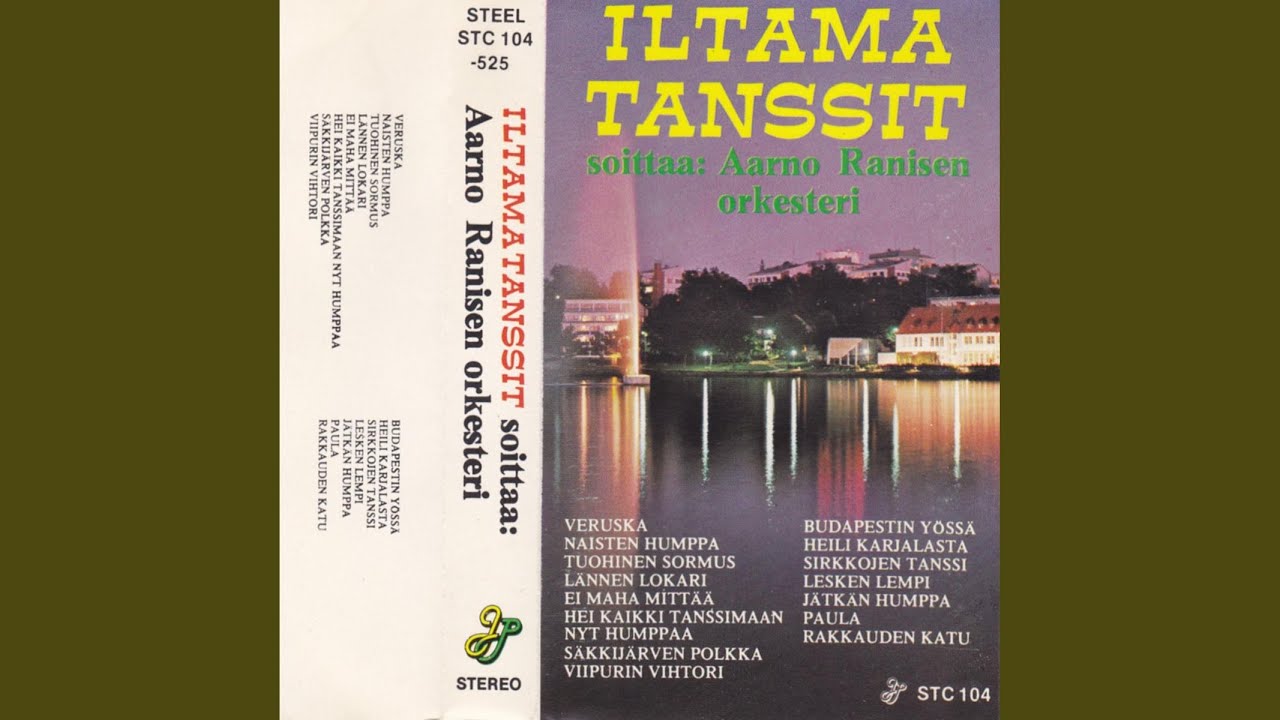 VERUSKA
NAISTEN HUMPPA
TUOHINEN SORMUS
LÄNNEN LOKARI
EI MAHA MITTÄÄ
HEI KAIKKI TANSSIMAAN NYT HUMPPAA
SÄKKIJÄRVEN POLKKA
VIIPURIN VIHTORI
BUDAPESTIN YÖSSÄ
HEILI KARJALASTA
SIRKKOJEN TANSSI
LESKEN LEMPI
JÄTKÄN HUMPPA
PAULA
RAKKAUDEN KATU
STEEL
STC 104
-525
ILTAMATANSSIT soittaa:
Aarno Ranisen orkesteri
JP
STEREO
ILTAMA
TANSSIT
soittaa: Aarno Ranisen
orkesteri
VERUSKA
NAISTEN HUMPPA
TUOHINEN SORMUS
LÄNNEN LOKARI
EI MAHA MITTÄÄ
HEI KAIKKI TANSSIMAAN
NYT HUMPPAA
SÄKKIJÄRVEN POLKKA
VIIPURIN VIHTORI
BUDAPESTIN YÖSSÄ
HEILI KARJALASTA
SIRKKOJEN TANSSI
LESKEN LEMPI
JÄTKÄN HUMPPA
PAULA
RAKKAUDEN KATU
JP STC 104